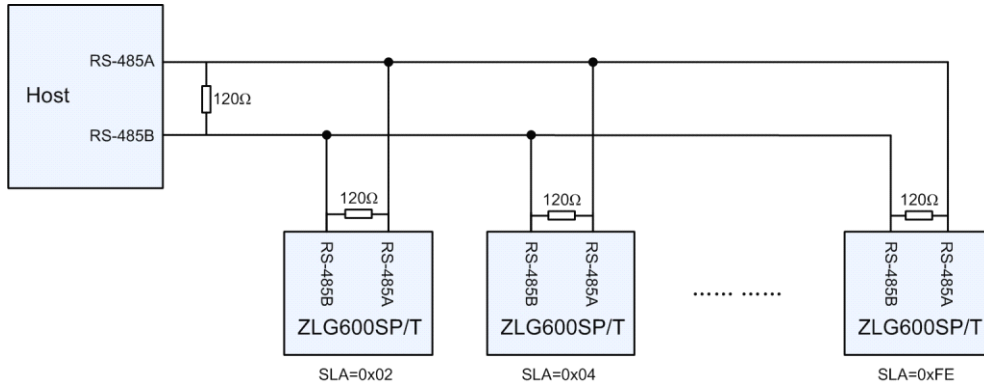 RS-485A
Host
120Ω
RS-485B
120Ω
120Ω
120Ω
RS-485B
RS-485A
RS-485B
RS-485A
RS-485B
RS-485A
...... ......
ZLG600SP/T
ZLG600SP/T
ZLG600SP/T
SLA=0x02
SLA=0x04
SLA=0xFE